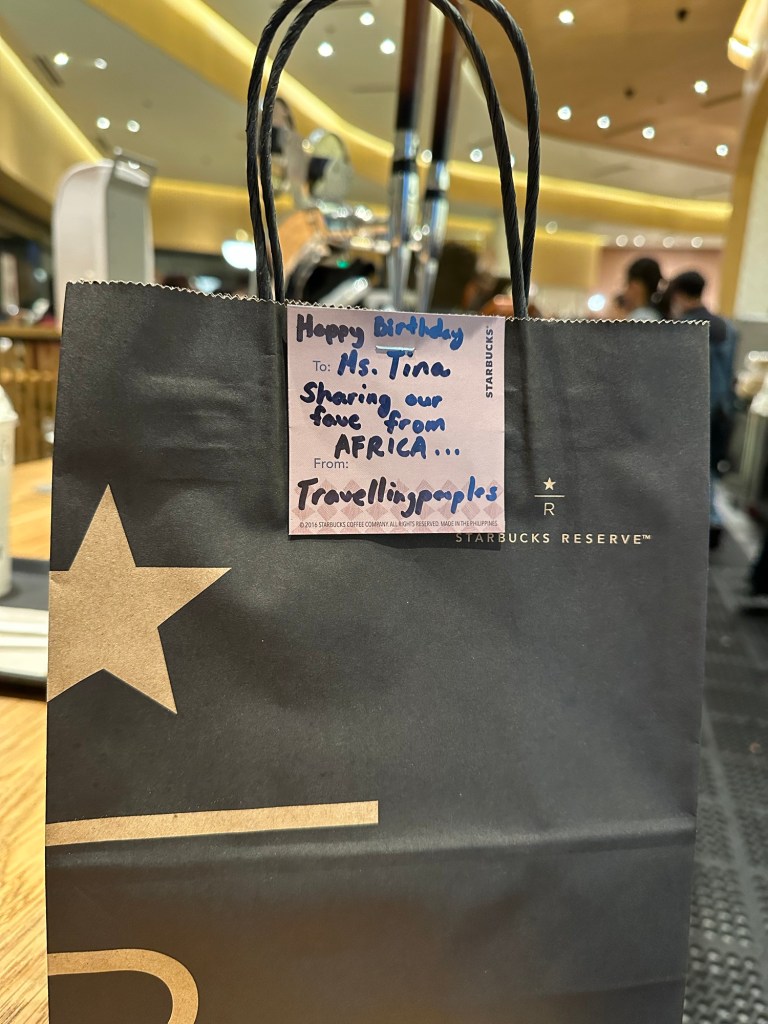 Happy Birthday
To: Ms. Tina
Sharing our
fave from
AFRICA...
From:
Travellingpeoples
STARBUCKS®
© 2016 STARBUCKS COFFEE COMPANY. ALL RIGHTS RESERVED. MADE IN THE PHILIPPINES
R
STARBUCKS RESERVE™